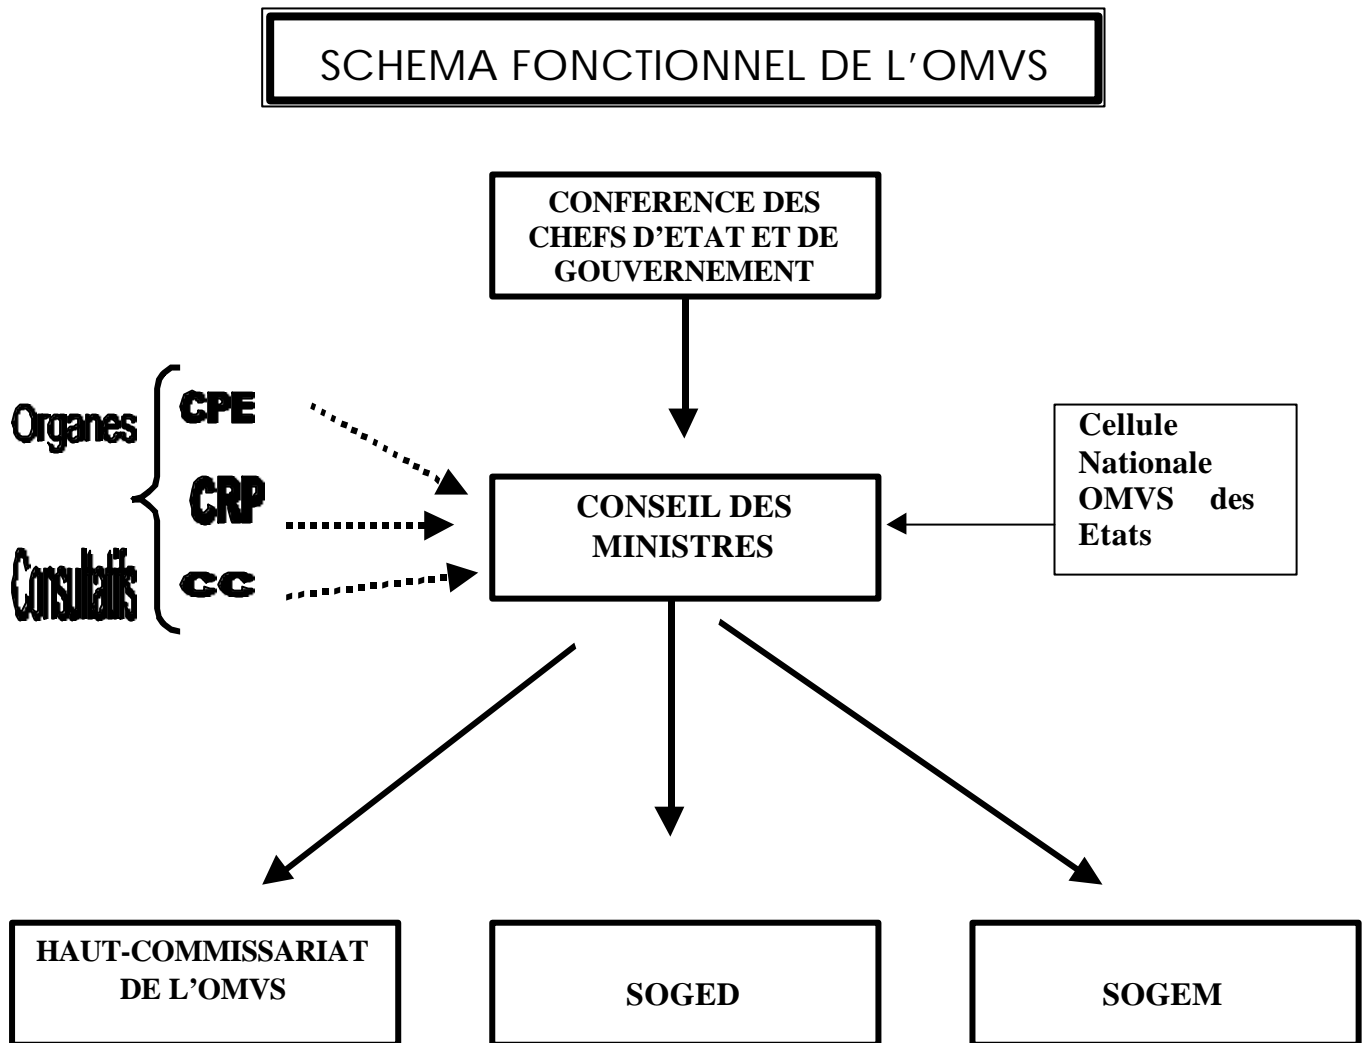 SCHEMA FONCTIONNEL DE L’OMVS
CONFERENCE DES
CHEFS D’ETAT ET DE
GOUVERNEMENT
Organes
Consultatifs
CPE
CRP
CC
CONSEIL DES
MINISTRES
Cellule
Nationale
OMVS des
Etats
HAUT-COMMISSARIAT
DE L’OMVS
SOGED
SOGEM